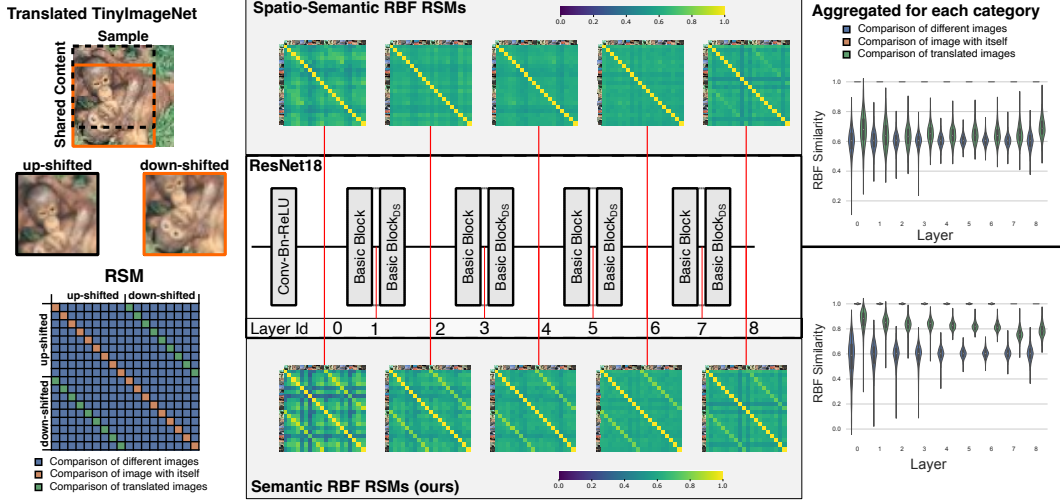 Translated TinyImageNet
Sample
Shared Content
up-shifted
down-shifted
RSM
up-shifted
down-shifted
up-shifted
down-shifted
Comparison of different images
Comparison of image with itself
Comparison of translated images
Spatio-Semantic RBF RSMs
0.0 0.2 0.4 0.6 0.8 1.0
ResNet18
Conv-Bn-ReLU
Basic Block
Basic BlockDS
Basic Block
Basic BlockDS
Basic Block
Basic BlockDS
Basic Block
Basic BlockDS
Layer Id 0 1 2 3 4 5 6 7 8
0.0 0.2 0.4 0.6 0.8 1.0
Semantic RBF RSMs (ours)
Aggregated for each category
Comparison of different images
Comparison of image with itself
Comparison of translated images
RBF Similarity
1.0
0.8
0.6
0.4
0.2
0 1 2 3 4 5 6 7 8
Layer
RBF Similarity
1.0
0.8
0.6
0.4
0.2
0.0
0 1 2 3 4 5 6 7 8
Layer